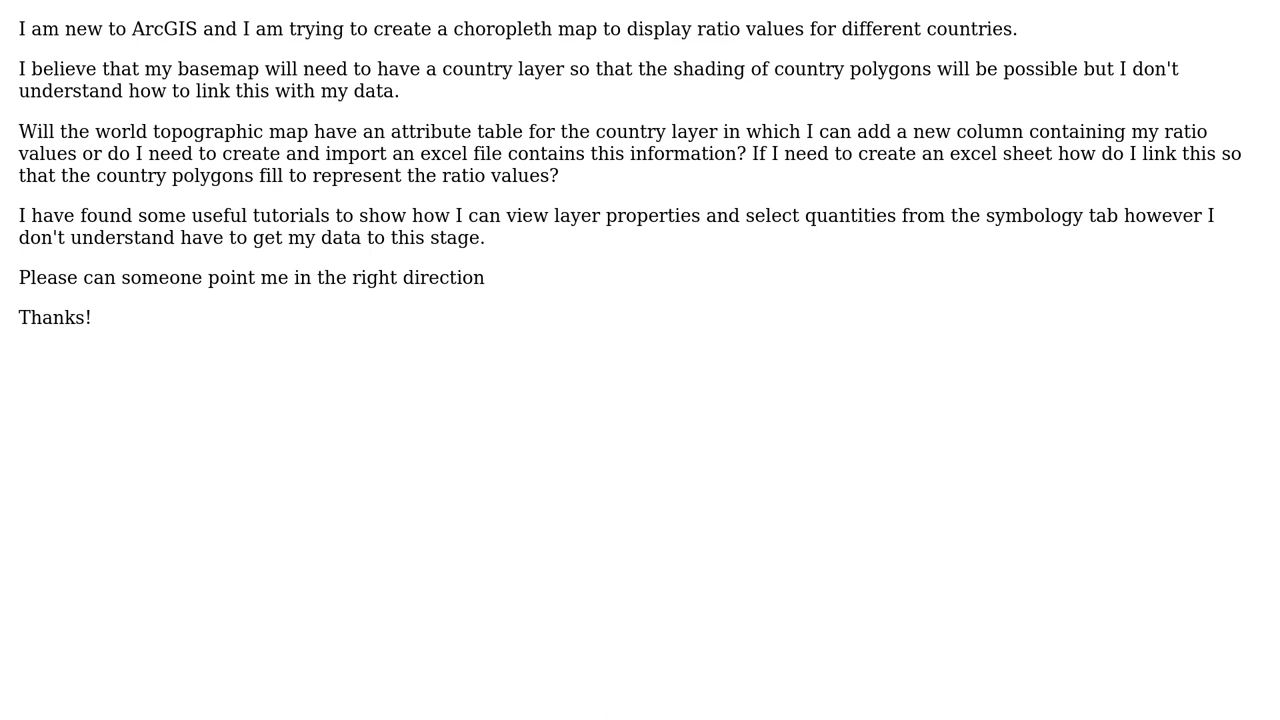 I am new to ArcGIS and I am trying to create a choropleth map to display ratio values for different countries.
I believe that my basemap will need to have a country layer so that the shading of country polygons will be possible but I don't
understand how to link this with my data.
Will the world topographic map have an attribute table for the country layer in which I can add a new column containing my ratio
values or do I need to create and import an excel file contains this information? If I need to create an excel sheet how do I link this so
that the country polygons fill to represent the ratio values?
I have found some useful tutorials to show how I can view layer properties and select quantities from the symbology tab however I
don't understand have to get my data to this stage.
Please can someone point me in the right direction
Thanks!